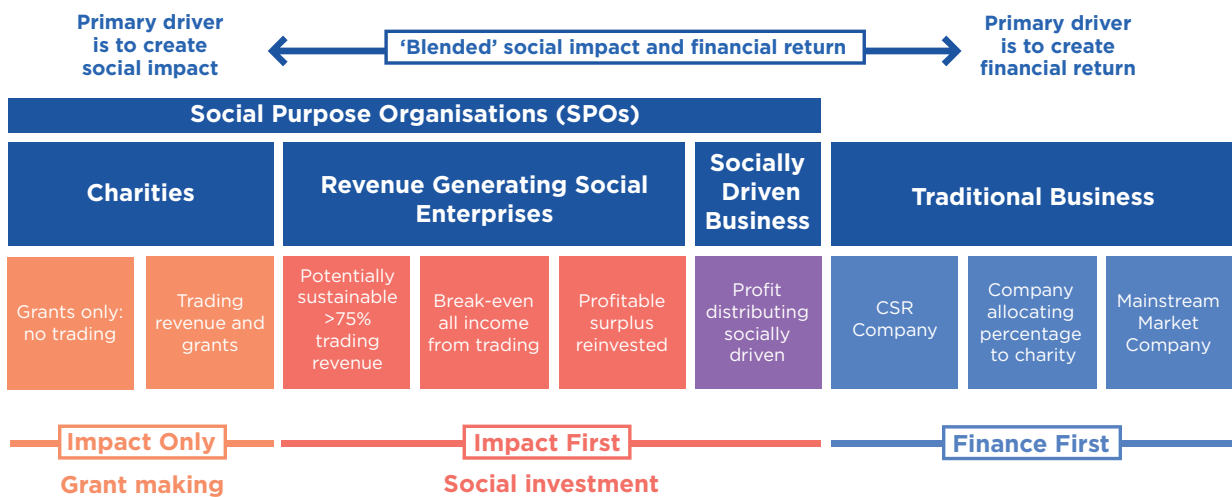 Primary driver
is to create
social impact
‘Blended’ social impact and financial return
Primary driver
is to create
financial return
Social Purpose Organisations (SPOs)
Charities
Revenue Generating Social
Enterprises
Socially
Driven
Business
Traditional Business
Grants only:
no trading
Trading
revenue and
grants
Potentially
sustainable
>75%
trading
revenue
Break-even
all income
from trading
Profitable
surplus
reinvested
Profit
distributing
socially
driven
CSR
Company
Company
allocating
percentage
to charity
Mainstream
Market
Company
Impact Only
Impact First
Finance First
Grant making
Social investment